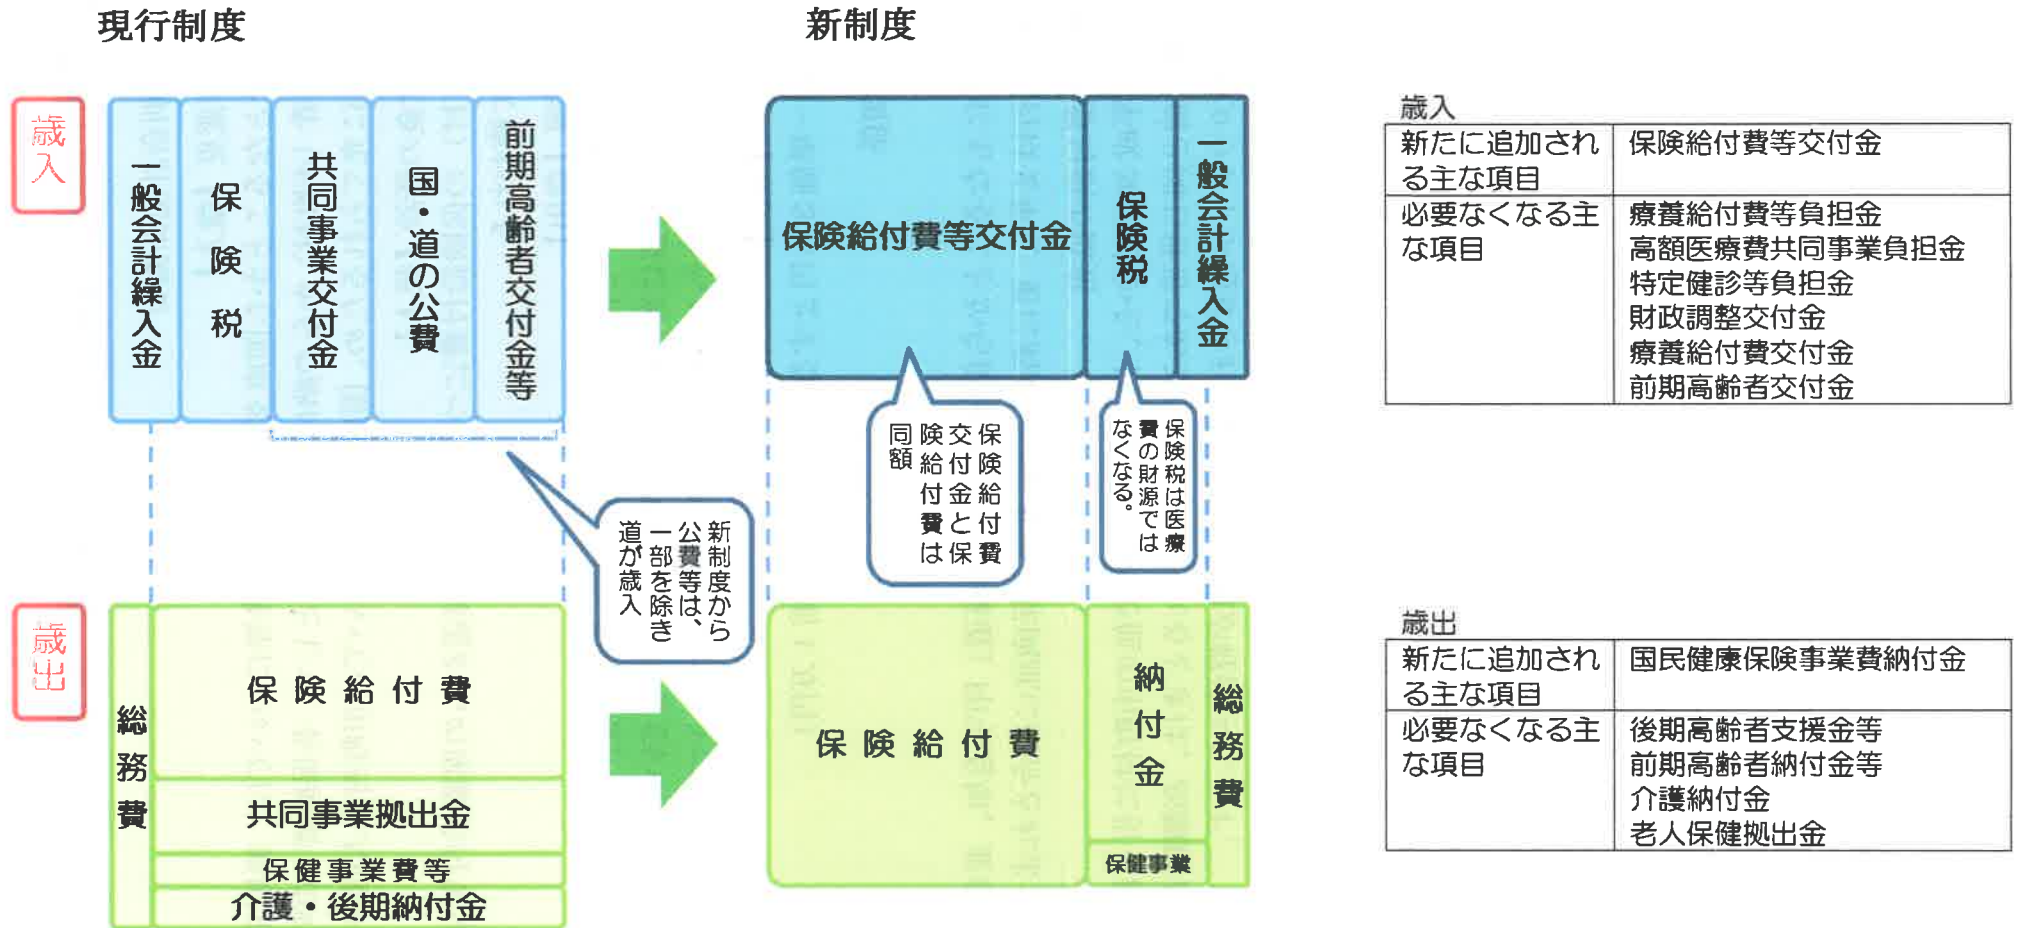 現行制度
新制度
歳入
一般会計繰入金
保険税
共同事業交付金
国・道の公費
前期高齢者交付金等
保険給付費等交付金
保険税
一般会計繰入金
新制度から
公費等は、
一部を除き
道が歳入
保険給付費
交付金と保
険給付費は
同額
保険税は医療
費の財源では
なくなる。
歳出
総務費
保険給付費
共同事業拠出金
保健事業費等
介護・後期納付金
保険給付費
納付金
保健事業
総務費
歳入
新たに追加され
る主な項目
保険給付費等交付金
必要なくなる主
な項目
療養給付費等負担金
高額医療費共同事業負担金
特定健診等負担金
財政調整交付金
療養給付費交付金
前期高齢者交付金
歳出
新たに追加され
る主な項目
国民健康保険事業費納付金
必要なくなる主
な項目
後期高齢者支援金等
前期高齢者納付金等
介護納付金
老人保健拠出金